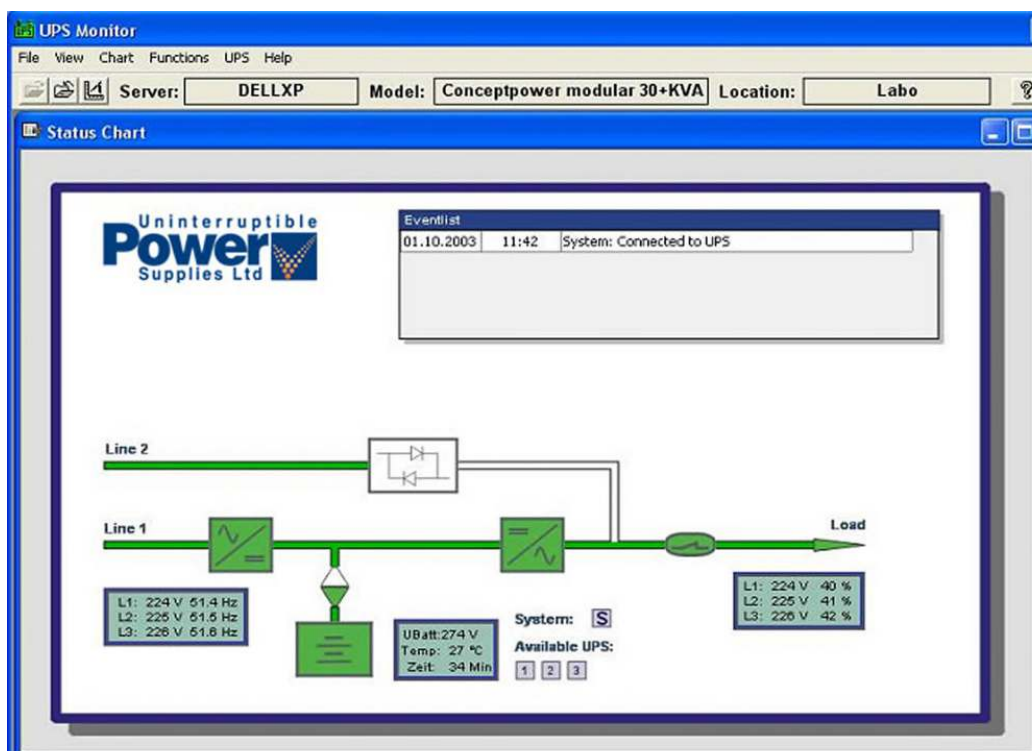 UPS Monitor
File View Chart Functions UPS Help
Server: DELLXP Model: Conceptpower modular 30+KVA Location: Labo ?
Status Chart
Uninterruptible
Power
Supplies Ltd
Eventlist
01.10.2003 11:42 System: Connected to UPS
Line 2
Line 1
Load
L1: 224 V 51.4 Hz
L2: 225 V 51.5 Hz
L3: 226 V 51.6 Hz
UBatt:274 V
Temp: 27 °C
Zeit: 34 Min
System: S
Available UPS:
1 2 3
L1: 224 V 40 %
L2: 225 V 41 %
L3: 226 V 42 %